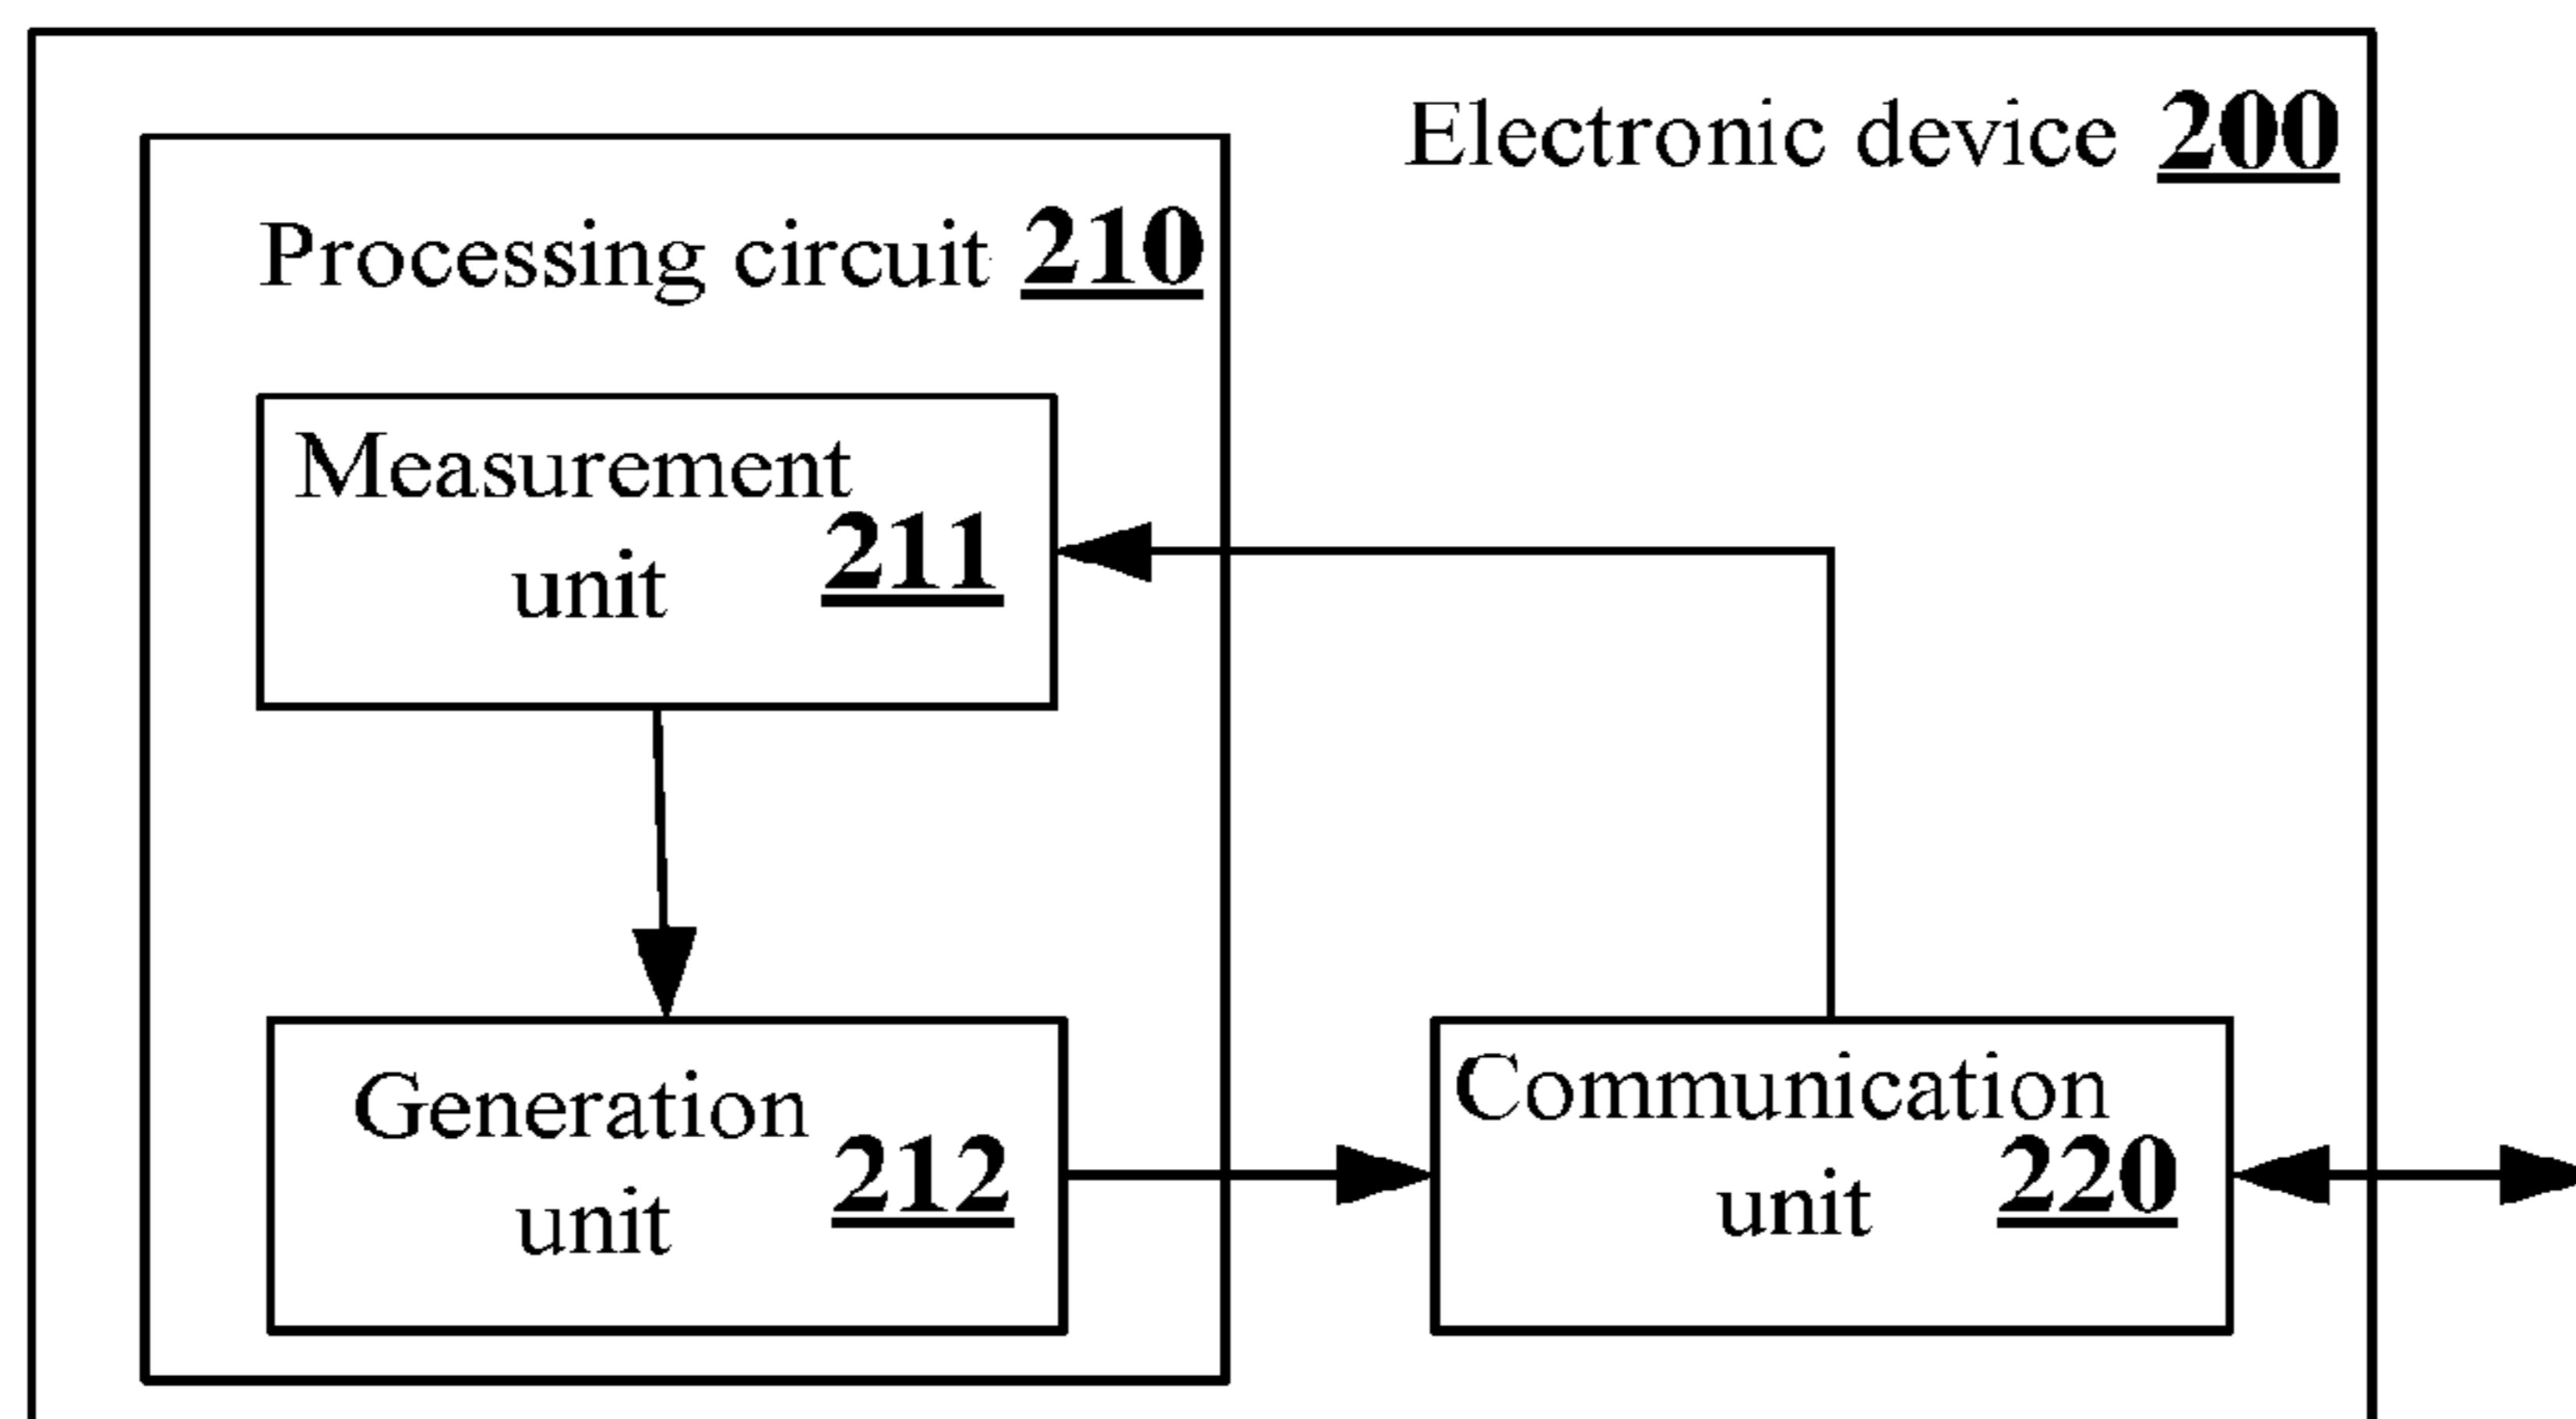 Electronic device 200
Processing circuit 210
Measurement
unit 211
Generation
unit 212
Communication
unit 220